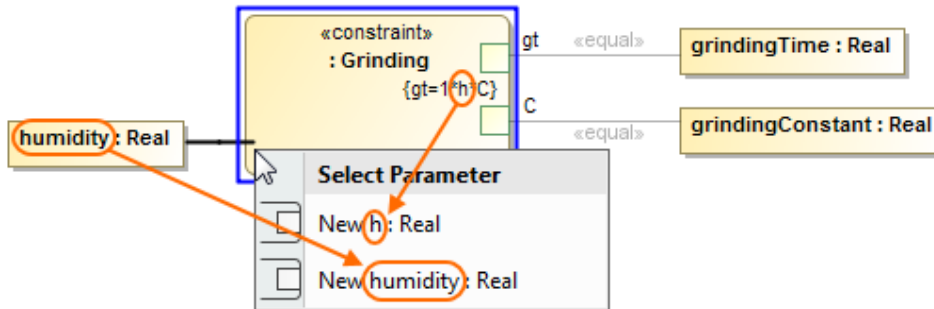 «constraint»
: Grinding
{gt=1*h*C}
gt
«equal»
grindingTime : Real
C
«equal»
grindingConstant : Real
humidity : Real
Select Parameter
New h : Real
New humidity : Real